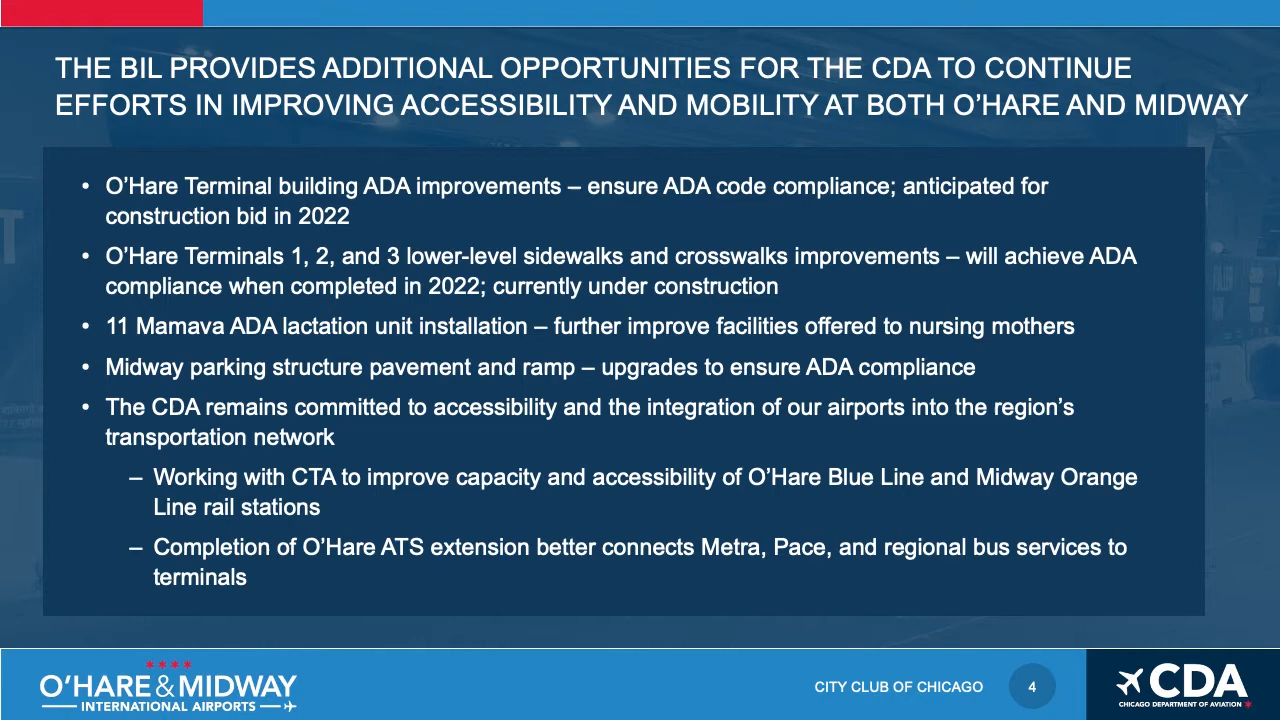 THE BIL PROVIDES ADDITIONAL OPPORTUNITIES FOR THE CDA TO CONTINUE
EFFORTS IN IMPROVING ACCESSIBILITY AND MOBILITY AT BOTH O'HARE AND MIDWAY
• O'Hare Terminal building ADA improvements – ensure ADA code compliance; anticipated for
construction bid in 2022
• O'Hare Terminals 1, 2, and 3 lower-level sidewalks and crosswalks improvements – will achieve ADA
compliance when completed in 2022; currently under construction
• 11 Mamava ADA lactation unit installation – further improve facilities offered to nursing mothers
• Midway parking structure pavement and ramp – upgrades to ensure ADA compliance
• The CDA remains committed to accessibility and the integration of our airports into the region's
transportation network
– Working with CTA to improve capacity and accessibility of O'Hare Blue Line and Midway Orange
Line rail stations
– Completion of O'Hare ATS extension better connects Metra, Pace, and regional bus services to
terminals
O'HARE & MIDWAY
INTERNATIONAL AIRPORTS
CITY CLUB OF CHICAGO
4
CDA
CHICAGO DEPARTMENT OF AVIATION